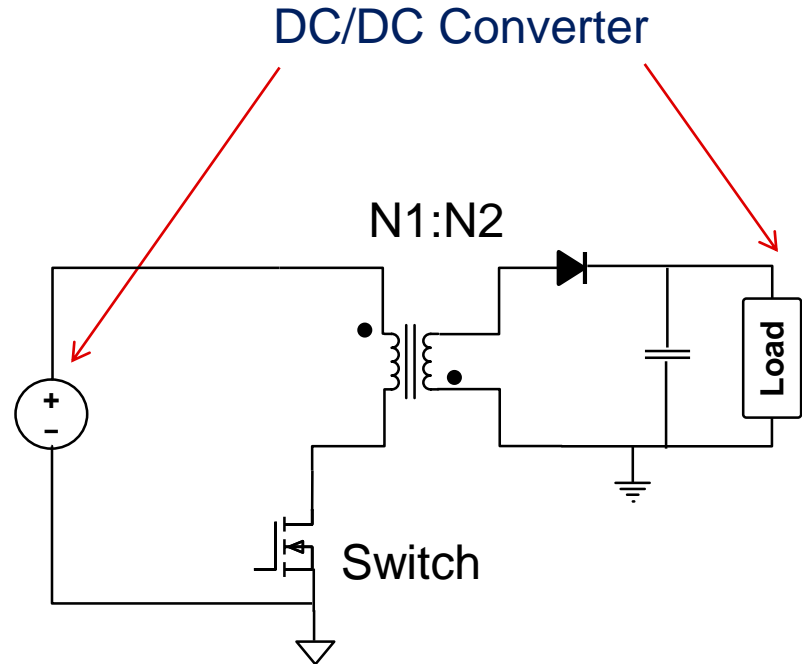 DC/DC Converter
N1:N2
+
-
Load
Switch